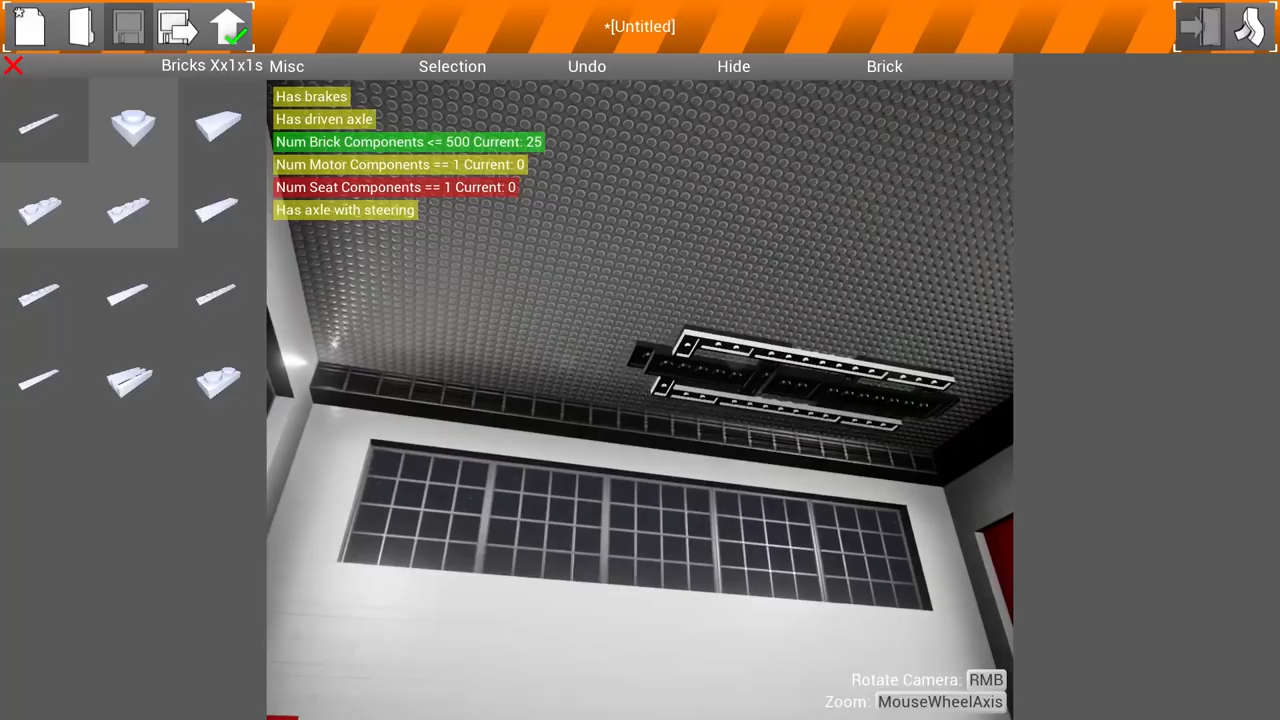 *[Untitled]
Bricks Xx1x1s
Misc
Selection
Undo
Hide
Brick
Has brakes
Has driven axle
Num Brick Components <= 500 Current: 25
Num Motor Components == 1 Current: 0
Num Seat Components == 1 Current: 0
Has axle with steering
Rotate Camera: RMB
Zoom: MouseWheelAxis